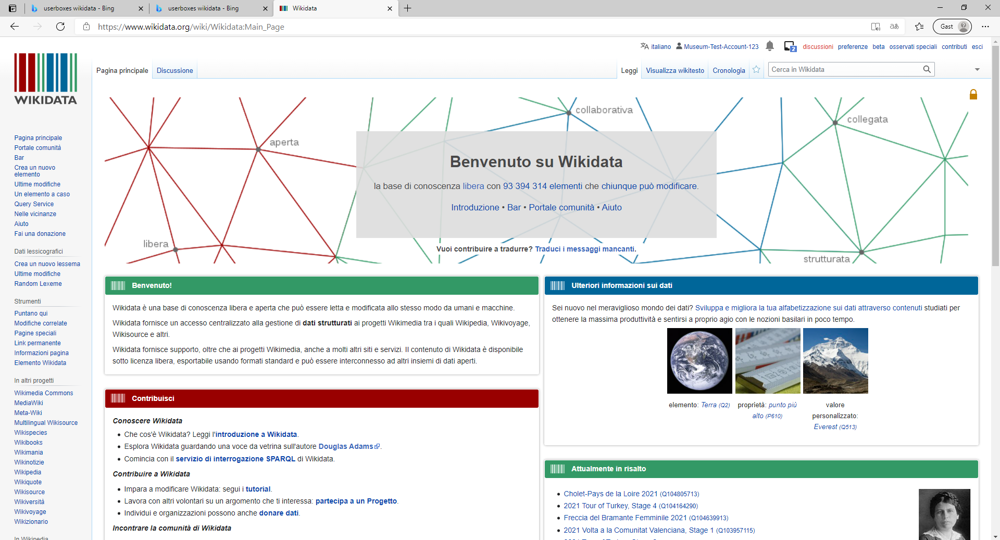 userboxes wikidata - Bing
userboxes wikidata - Bing
Wikidata
https://www.wikidata.org/wiki/Wikidata:Main_Page
aあ
Gast
italiano
Museum-Test-Account-123
2
discussioni
preferenze
beta
osservati speciali
contributi
esci
WIKIDATA
Pagina principale
Discussione
Leggi
Visualizza wikitesto
Cronologia
Cerca in Wikidata
Pagina principale
Portale comunità
Bar
Crea un nuovo
elemento
Ultime modifiche
Un elemento a caso
Query Service
Nelle vicinanze
Aiuto
Fai una donazione
Dati lessicografici
Crea un nuovo lessema
Ultime modifiche
Random Lexeme
Strumenti
Puntano qui
Modifiche correlate
Pagine speciali
Link permanente
Informazioni pagina
Elemento Wikidata
In altri progetti
Wikimedia Commons
MediaWiki
Meta-Wiki
Multilingual Wikisource
Wikispecies
Wikibooks
Wikimania
Wikinotizie
Wikipedia
Wikiquote
Wikisource
Wikiversità
Wikivoyage
Wikizionario
In Wikipedia
collaborativa
collegata
aperta
libera
strutturata
Benvenuto su Wikidata
la base di conoscenza libera con 93 394 314 elementi che chiunque può modificare.
Introduzione • Bar • Portale comunità • Aiuto
Vuoi contribuire a tradurre? Traduci i messaggi mancanti.
Benvenuto!
Wikidata è una base di conoscenza libera e aperta che può essere letta e modificata allo stesso modo da umani e macchine.
Wikidata fornisce un accesso centralizzato alla gestione di dati strutturati ai progetti Wikimedia tra i quali Wikipedia, Wikivoyage,
Wikisource e altri.
Wikidata fornisce supporto, oltre che ai progetti Wikimedia, anche a molti altri siti e servizi. Il contenuto di Wikidata è disponibile
sotto licenza libera, esportabile usando formati standard e può essere interconnesso ad altri insiemi di dati aperti.
Contribuisci
Conoscere Wikidata
• Che cos'è Wikidata? Leggi l'introduzione a Wikidata.
• Esplora Wikidata guardando una voce da vetrina sull'autore Douglas Adams.
• Comincia con il servizio di interrogazione SPARQL di Wikidata.
Contribuire a Wikidata
• Impara a modificare Wikidata: segui i tutorial.
• Lavora con altri volontari su un argomento che ti interessa: partecipa a un Progetto.
• Individui e organizzazioni possono anche donare dati.
Incontrare la comunità di Wikidata
Ulteriori informazioni sui dati
Sei nuovo nel meraviglioso mondo dei dati? Sviluppa e migliora la tua alfabetizzazione sui dati attraverso contenuti studiati per
ottenere la massima produttività e sentirsi a proprio agio con le nozioni basilari in poco tempo.
elemento: Terra (Q2)
proprietà: punto più
alto (P610)
valore
personalizzato:
Everest (Q513)
Attualmente in risalto
• Cholet-Pays de la Loire 2021 (Q104805713)
• 2021 Tour of Turkey, Stage 4 (Q104164290)
• Freccia del Bramante Femminile 2021 (Q104639913)
• 2021 Volta a la Comunitat Valenciana, Stage 1 (Q103957115)